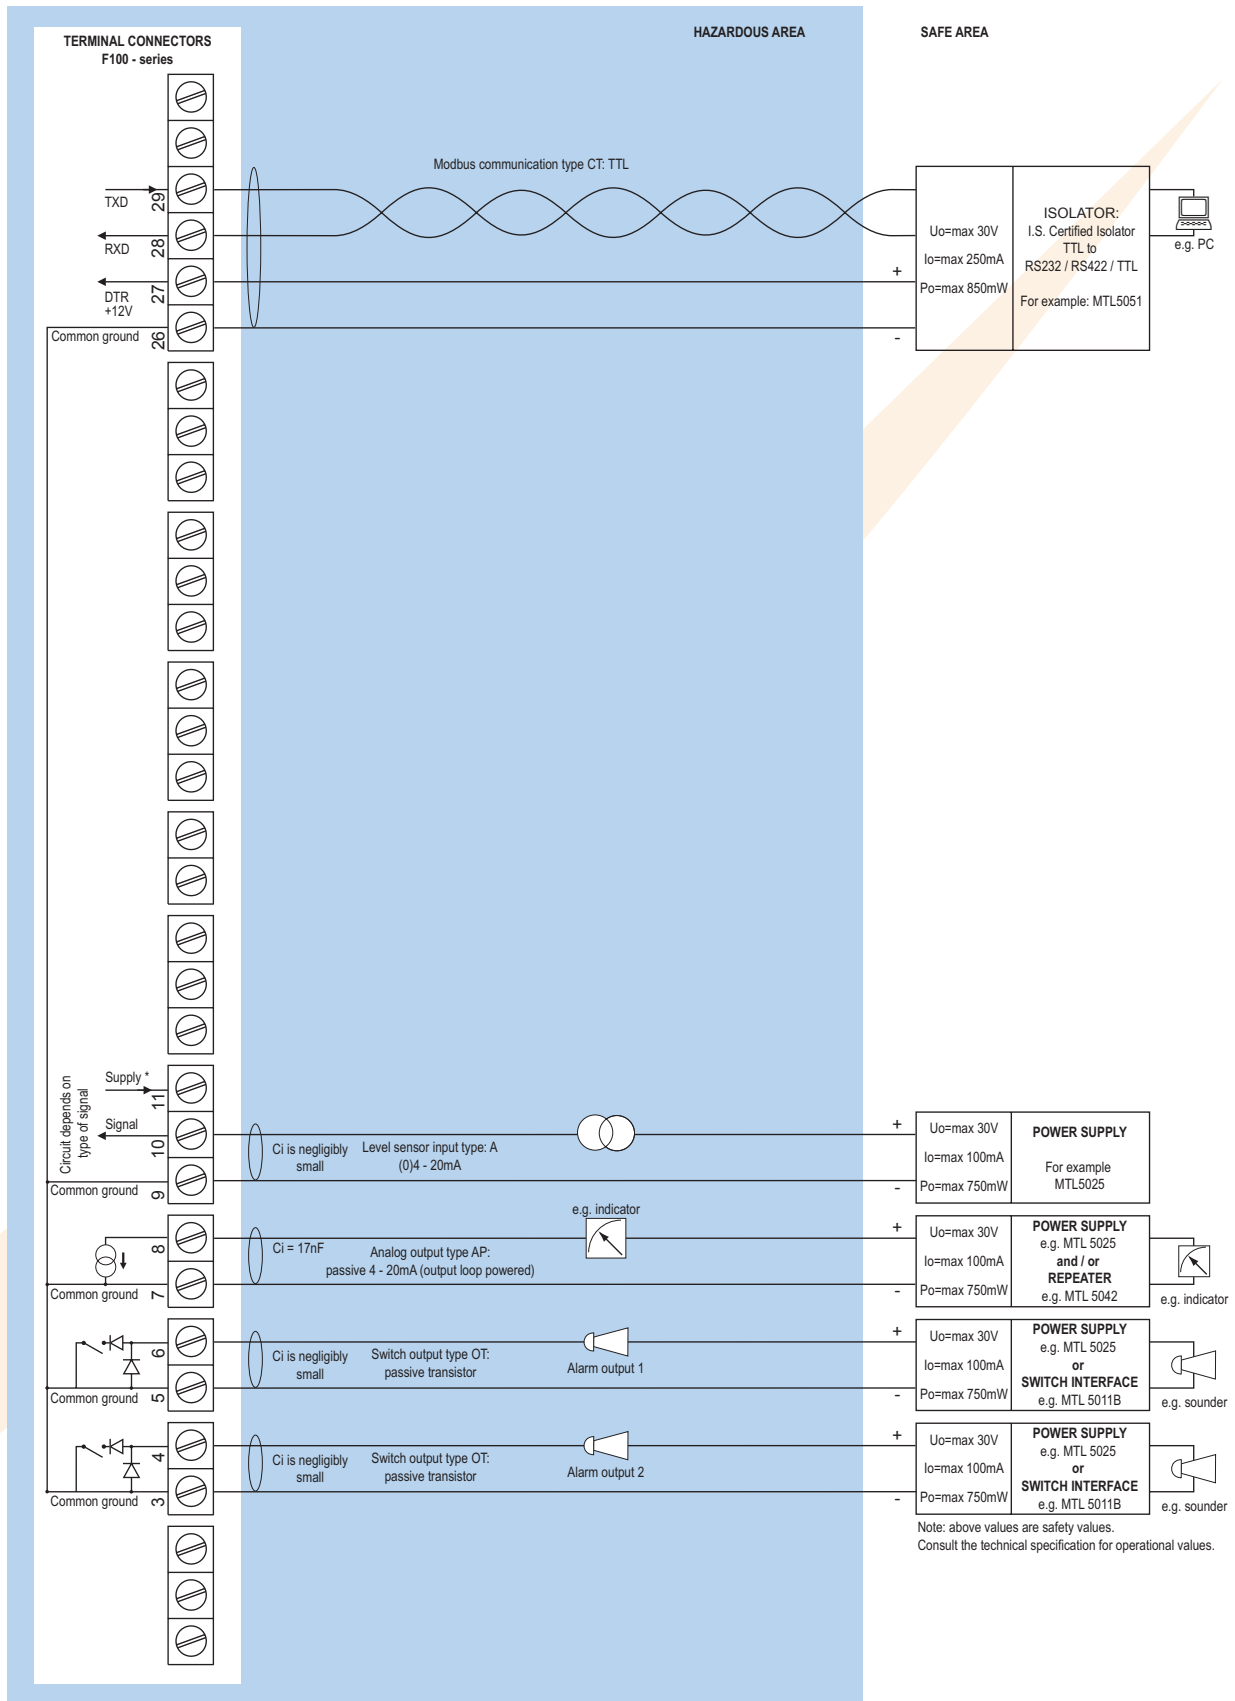 TERMINAL CONNECTORS
F100 - series
HAZARDOUS AREA
SAFE AREA
Modbus communication type CT: TTL
TXD
29
RXD
28
DTR
+12V
27
Common ground
26
+
-
Uo=max 30V
Io=max 250mA
Po=max 850mW
ISOLATOR:
I.S. Certified Isolator
TTL to
RS232 / RS422 / TTL
For example: MTL5051
e.g. PC
Circuit depends on
type of signal
Supply *
11
Signal
10
Common ground
9
Ci is negligibly
small
Level sensor input type: A
(0)4 - 20mA
+
-
Uo=max 30V
Io=max 100mA
Po=max 750mW
POWER SUPPLY
For example
MTL5025
8
Common ground
7
Ci = 17nF
Analog output type AP:
passive 4 - 20mA (output loop powered)
e.g. indicator
+
-
Uo=max 30V
Io=max 100mA
Po=max 750mW
POWER SUPPLY
e.g. MTL 5025
and / or
REPEATER
e.g. MTL 5042
e.g. indicator
6
Common ground
5
Ci is negligibly
small
Switch output type OT:
passive transistor
Alarm output 1
+
-
Uo=max 30V
Io=max 100mA
Po=max 750mW
POWER SUPPLY
e.g. MTL 5025
or
SWITCH INTERFACE
e.g. MTL 5011B
e.g. sounder
4
Common ground
3
Ci is negligibly
small
Switch output type OT:
passive transistor
Alarm output 2
+
-
Uo=max 30V
Io=max 100mA
Po=max 750mW
POWER SUPPLY
e.g. MTL 5025
or
SWITCH INTERFACE
e.g. MTL 5011B
e.g. sounder
Note: above values are safety values.
Consult the technical specification for operational values.